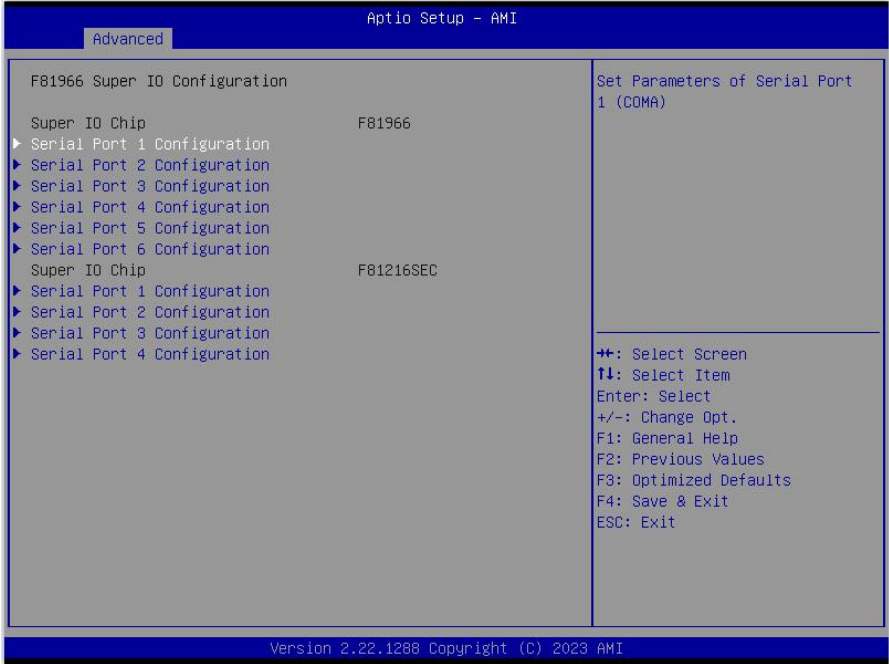 Aptio Setup – AMI
Advanced
F81966 Super IO Configuration
Super IO Chip F81966
Serial Port 1 Configuration
Serial Port 2 Configuration
Serial Port 3 Configuration
Serial Port 4 Configuration
Serial Port 5 Configuration
Serial Port 6 Configuration
Super IO Chip F81216SEC
Serial Port 1 Configuration
Serial Port 2 Configuration
Serial Port 3 Configuration
Serial Port 4 Configuration
Set Parameters of Serial Port
1 (COMA)
→←: Select Screen
↑↓: Select Item
Enter: Select
+/-: Change Opt.
F1: General Help
F2: Previous Values
F3: Optimized Defaults
F4: Save & Exit
ESC: Exit
Version 2.22.1288 Copyright (C) 2023 AMI